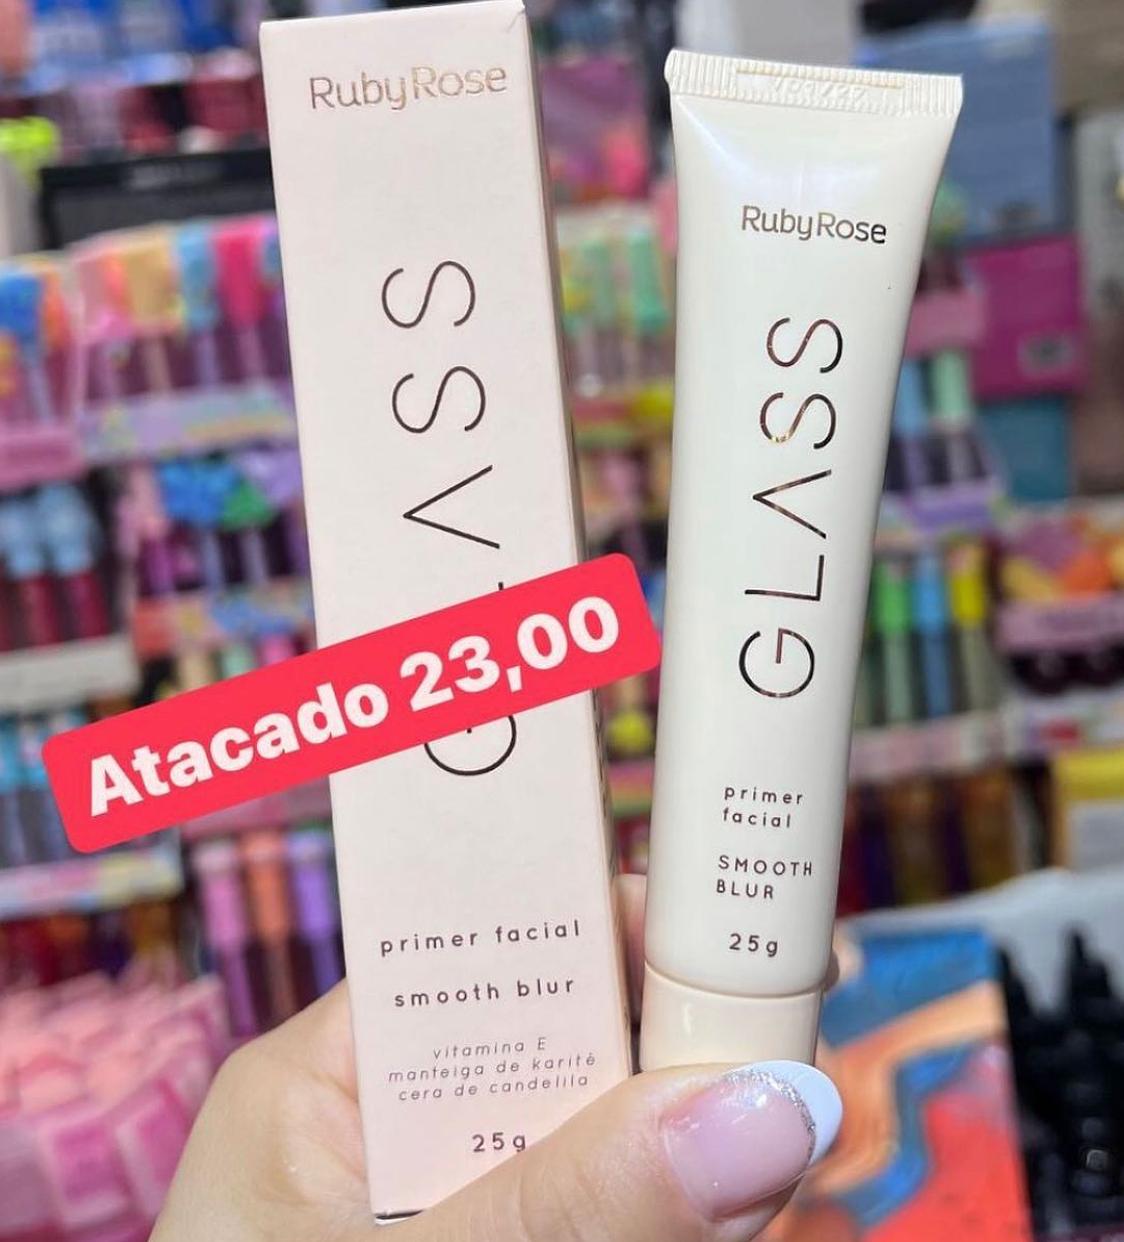 RubyRose
GLASS
Atacado 23,00
primer facial
smooth blur
vitamina E
manteiga de karité
cera de candelila
25g
RubyRose
GLASS
primer
facial
SMOOTH
BLUR
25g